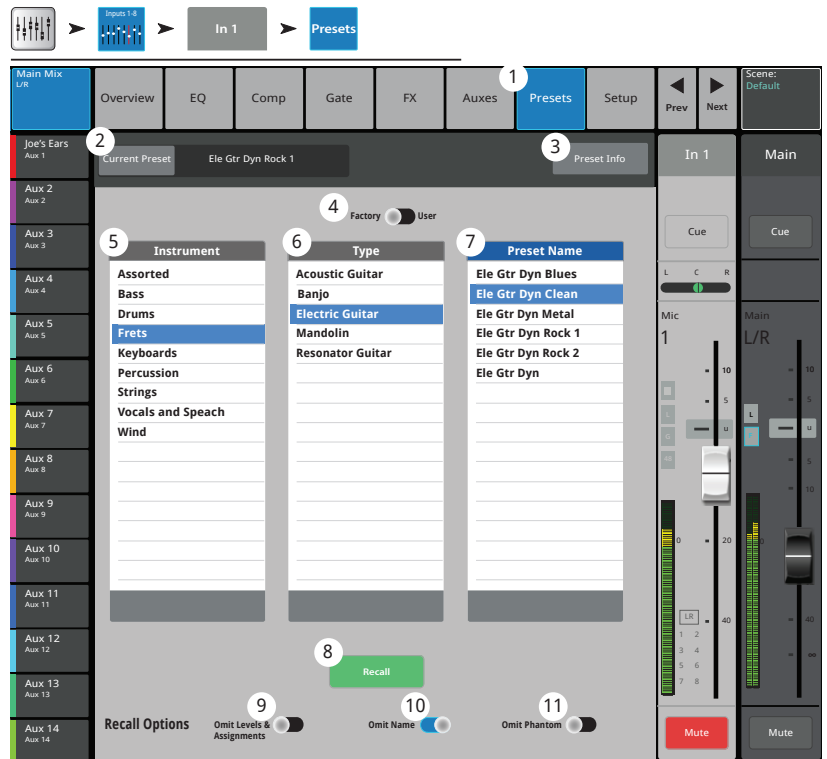 Inputs 1-8
In 1
Presets
Main Mix
L/R
Overview
EQ
Comp
Gate
FX
Auxes
1
Presets
Setup
Prev
Next
Scene:
Default
Joe's Ears
Aux 1
Aux 2
Aux 2
Aux 3
Aux 3
Aux 4
Aux 4
Aux 5
Aux 5
Aux 6
Aux 6
Aux 7
Aux 7
Aux 8
Aux 8
Aux 9
Aux 9
Aux 10
Aux 10
Aux 11
Aux 11
Aux 12
Aux 12
Aux 13
Aux 13
Aux 14
Aux 14
2
Current Preset
Ele Gtr Dyn Rock 1
3
Preset Info
4
Factory
User
5
Instrument
Assorted
Bass
Drums
Frets
Keyboards
Percussion
Strings
Vocals and Speach
Wind
6
Type
Acoustic Guitar
Banjo
Electric Guitar
Mandolin
Resonator Guitar
7
Preset Name
Ele Gtr Dyn Blues
Ele Gtr Dyn Clean
Ele Gtr Dyn Metal
Ele Gtr Dyn Rock 1
Ele Gtr Dyn Rock 2
Ele Gtr Dyn
8
Recall
Recall Options
9
Omit Levels &
Assignments
10
Omit Name
11
Omit Phantom
In 1
Cue
L C R
Mic
1
10
5
U
0
20
LR
40
1 2
3 4
5 6
7 8
Mute
Main
Cue
Main
L/R
10
5
L
U
5
10
0
20
40
∞
Mute